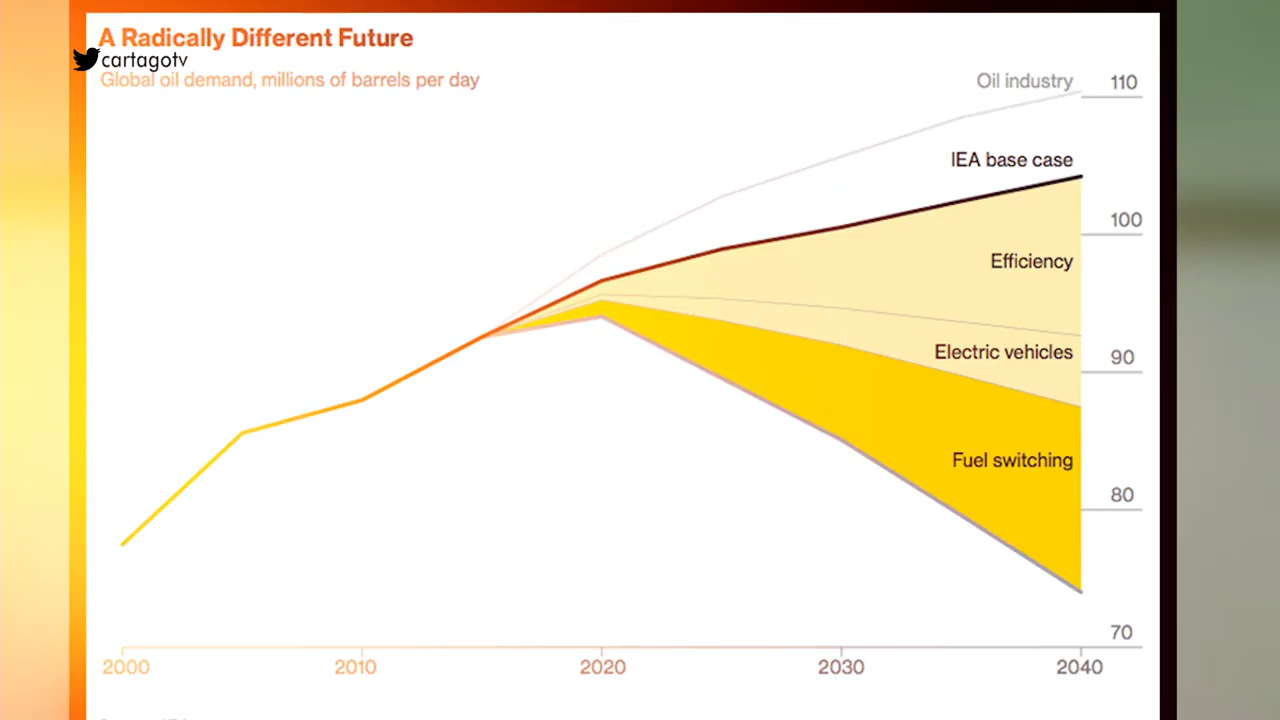 A Radically Different Future
cartagotv
Global oil demand, millions of barrels per day
Oil industry
110
IEA base case
100
Efficiency
Electric vehicles
90
Fuel switching
80
70
2000
2010
2020
2030
2040